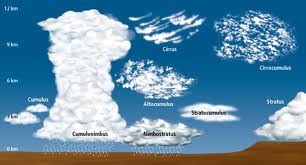 12 km
Cirrus
9 km
Cirrocumulus
6 km
Altocumulus
Cumulus
Stratus
Stratocumulus
3 km
Cumulonimbus
Nimbostratus
0 km